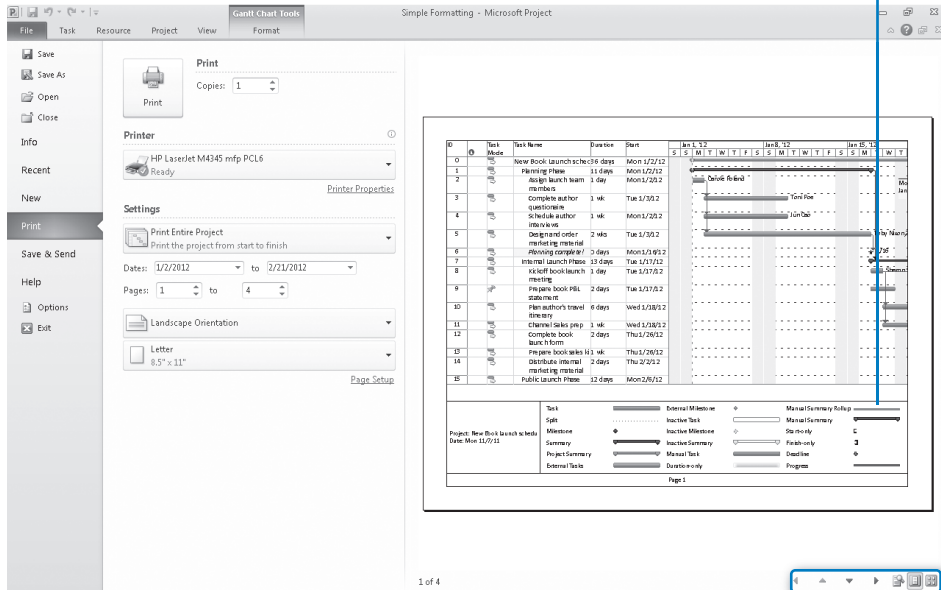 Gantt Chart Tools
Simple Formatting - Microsoft Project
File Task Resource Project View Format
Save
Save As
Open
Close
Info
Recent
New
Print
Save & Send
Help
Options
Exit
Print
Print
Copies: 1
Printer
HP LaserJet M4345 mfp PCL6
Ready
Printer Properties
Settings
Print Entire Project
Print the project from start to finish
Dates: 1/2/2012 to 2/21/2012
Pages: 1 to 4
Landscape Orientation
Letter
8.5" x 11"
Page Setup
ID Task Mode Task Name Duration Start Jan 1, '12 Jan 8, '12 Jan 15, '12
S S M T W T F S S M T W T F S S M T W T
0 New Book Launch schec 36 days Mon 1/2/12
1 Planning Phase 11 days Mon 1/2/12
2 Assign launch team members 1 day Mon 1/2/12 Carole Poland
3 Complete author questionaire 1 wk Tue 1/3/12 Toni Poe
4 Schedule author interviews 1 wk Mon 1/2/12 Jun Cao
5 Design and order marketing material 2 wks Tue 1/3/12 Toby Nixon
6 Planning complete! 0 days Mon 1/16/12
7 Internal Launch Phase 13 days Tue 1/17/12
8 Kickoff book launch meeting 1 day Tue 1/17/12
9 Prepare book P&L statement 2 days Tue 1/17/12
10 Plan author's travel itinerary 6 days Wed 1/18/12
11 Channel Sales prep 1 wk Wed 1/18/12
12 Complete book launch form 2 days Thu 1/26/12
13 Prepare book sales ki 1 wk Thu 1/26/12
14 Distribute internal marketing material 2 days Thu 2/2/12
15 Public Launch Phase 12 days Mon 2/6/12
Project: New Book launch schedu
Date: Mon 11/7/11
Task External Milestone Manual Summary Rollup
Split Inactive Task Manual Summary
Milestone Inactive Milestone Start-only
Summary Inactive Summary Finish-only
Project Summary Manual Task Deadline
External Tasks Duration-only Progress
Page 1
1 of 4